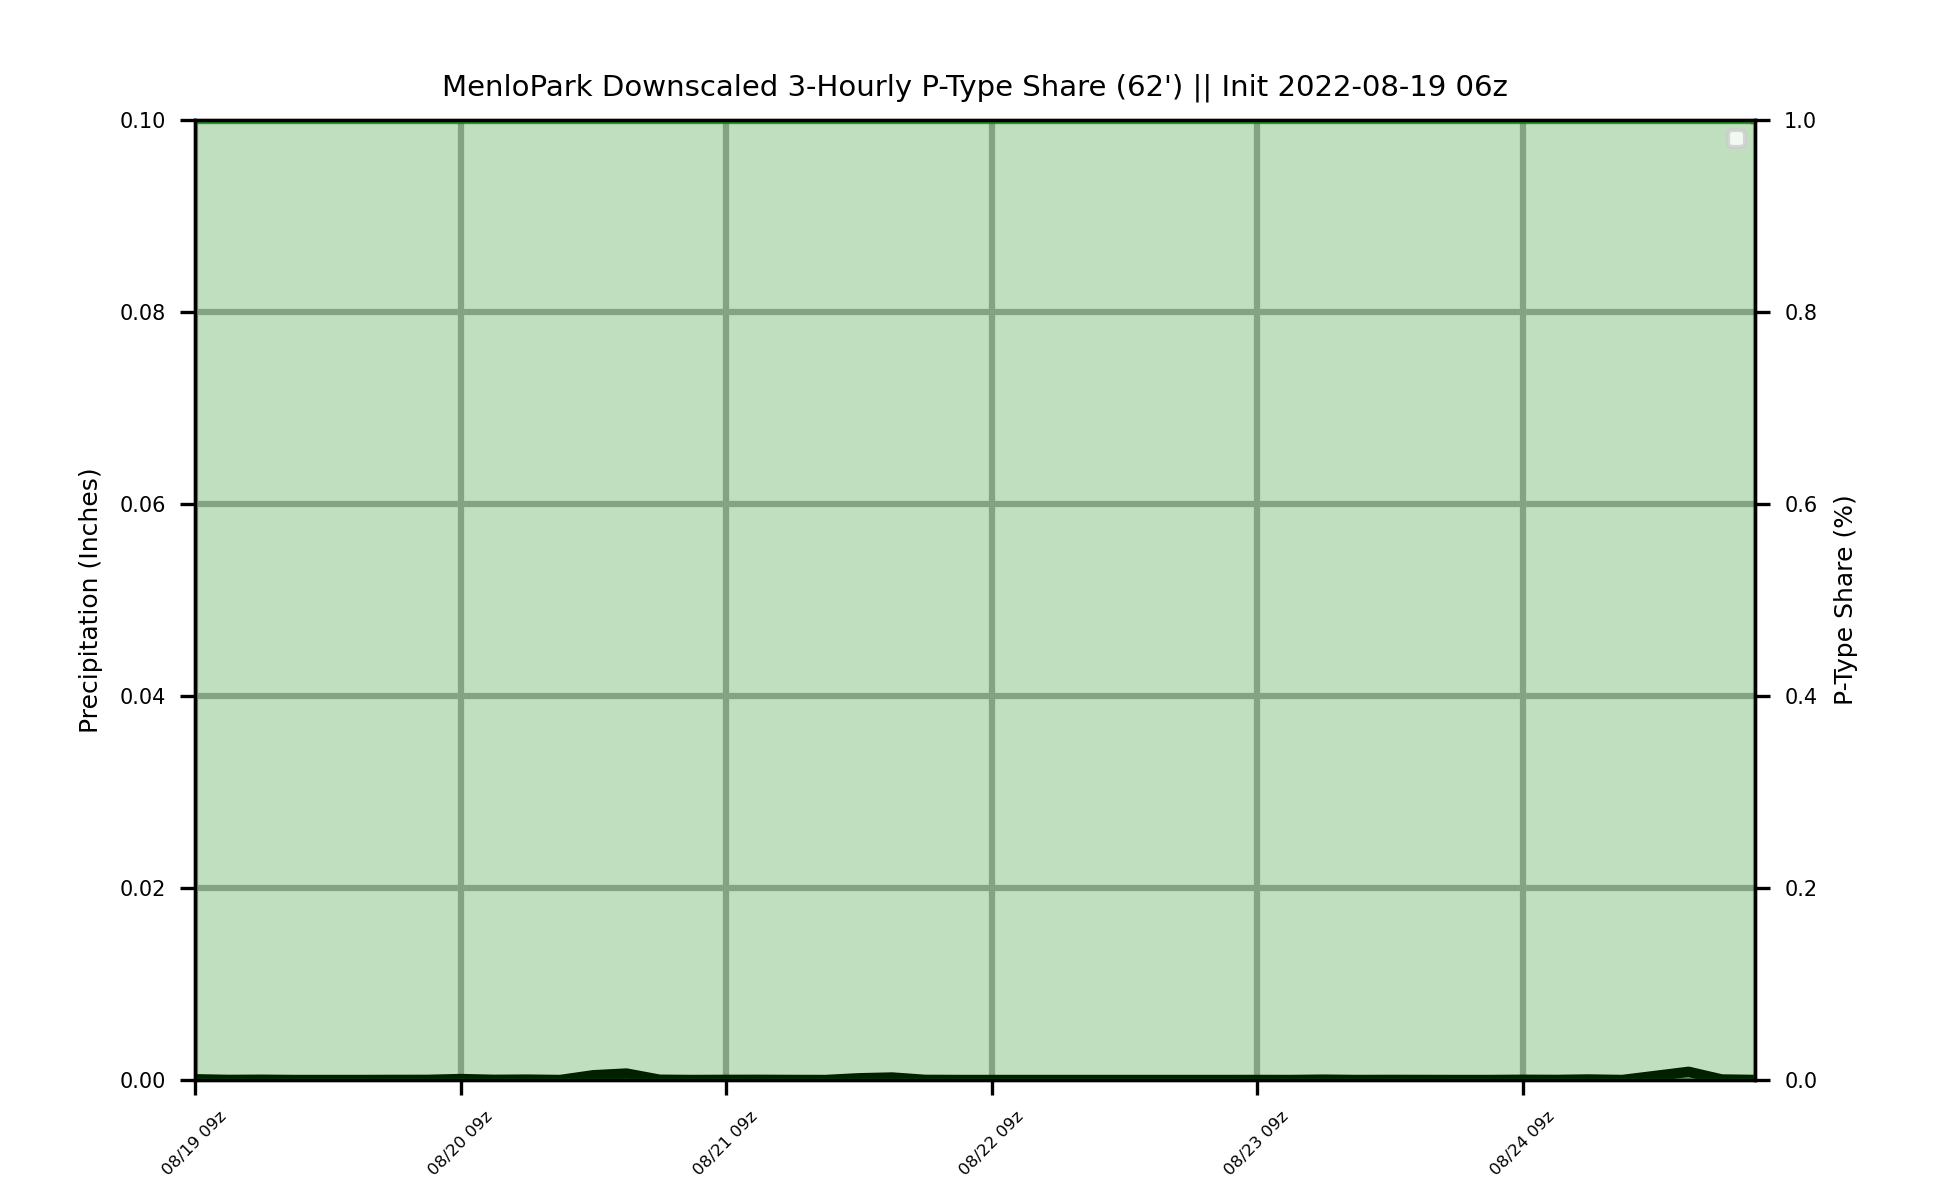 MenloPark Downscaled 3-Hourly P-Type Share (62') || Init 2022-08-19 06z
0.10
0.08
0.06
0.04
0.02
0.00
Precipitation (Inches)
1.0
0.8
0.6
0.4
0.2
0.0
P-Type Share (%)
08/19 09z
08/20 09z
08/21 09z
08/22 09z
08/23 09z
08/24 09z